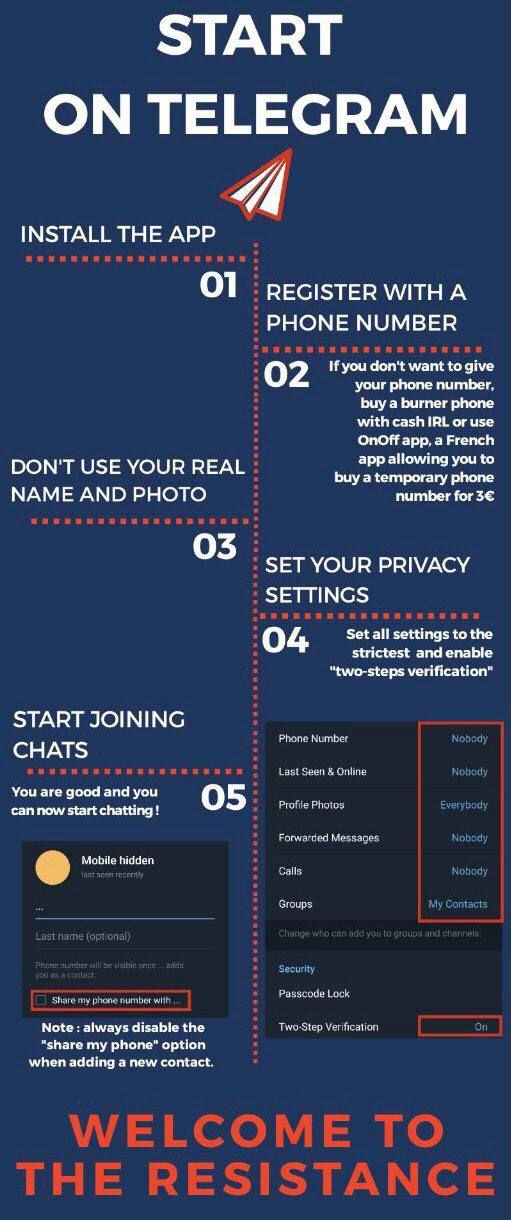 START
ON TELEGRAM
INSTALL THE APP
01
REGISTER WITH A
PHONE NUMBER
02
If you don't want to give
your phone number,
buy a burner phone
with cash IRL or use
OnOff app, a French
app allowing you to
buy a temporary phone
number for 3€
DON'T USE YOUR REAL
NAME AND PHOTO
03
SET YOUR PRIVACY
SETTINGS
04
Set all settings to the
strictest and enable
"two-steps verification"
Phone Number Nobody
Last Seen & Online Nobody
Profile Photos Everybody
Forwarded Messages Nobody
Calls Nobody
Groups My Contacts
Change who can add you to groups and channels.
Security
Passcode Lock
Two-Step Verification On
START JOINING
CHATS
05
You are good and you
can now start chatting !
Mobile hidden
last seen recently
...
Last name (optional)
Phone number will be visible once ... adds
you as a contact.
Share my phone number with ...
Note : always disable the
"share my phone" option
when adding a new contact.
WELCOME TO
THE RESISTANCE